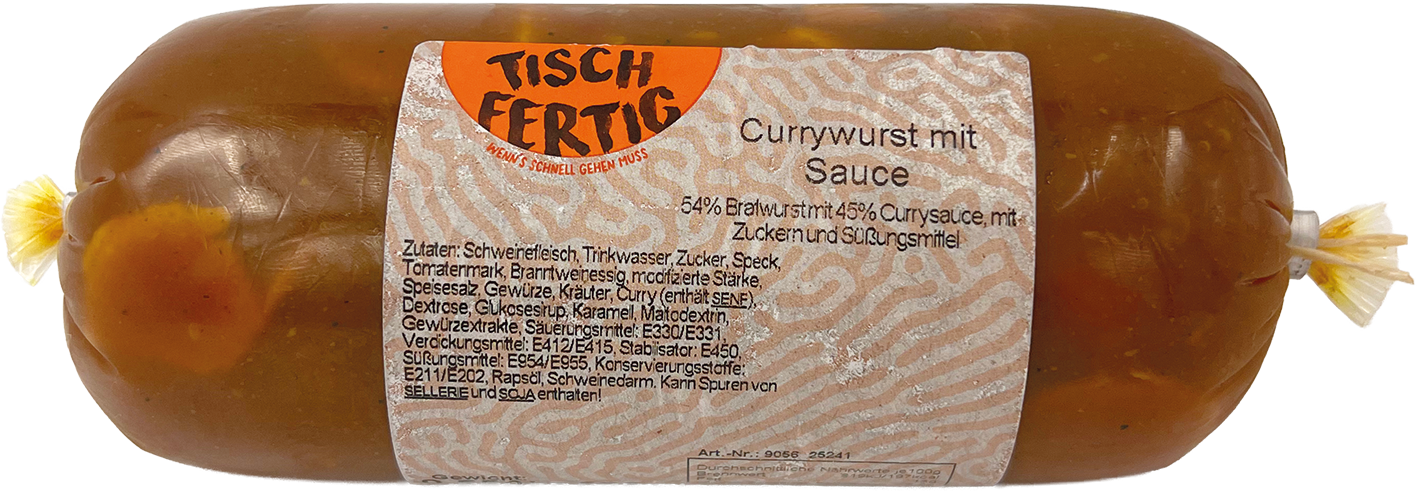 TISCH
FERTIG
WENN'S SCHNELL GEHEN MUSS
Currywurst mit
Sauce
54% Bratwurst mit 45% Currysauce, mit
Zuckern und Süßungsmittel
Zutaten: Schweinefleisch, Trinkwasser, Zucker, Speck,
Tomatenmark, Branntweinessig, modifizierte Stärke,
Speisesalz, Gewürze, Kräuter, Curry (enthält SENF),
Dextrose, Glukosesirup, Karamell, Maltodextrin,
Gewürzextrakte, Säuerungsmittel: E330/E331,
Verdickungsmittel: E412/E415, Stabilisator: E450,
Süßungsmittel: E954/E955, Konservierungsstoffe:
E211/E202, Rapsöl, Schweinedarm. Kann Spuren von
SELLERIE und SOJA enthalten!
Art.-Nr.: 9056 25241
Durchschnittliche Nährwerte je 100g
Brennwert
Gewicht: